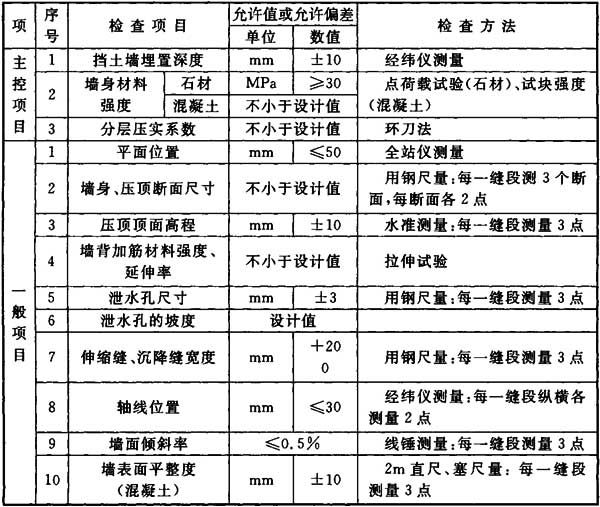 项 序号 检查项目 允许值或允许偏差 检查方法
单位 数值
主控项目 1 挡土墙埋置深度 mm ±10 经纬仪测量
2 墙身材料强度 石材 MPa ≥30 点荷载试验(石材)、试块强度(混凝土)
混凝土 不小于设计值
3 分层压实系数 不小于设计值 环刀法
一般项目 1 平面位置 mm ≤50 全站仪测量
2 墙身、压顶断面尺寸 不小于设计值 用钢尺量:每一缝段测3个断面,每断面各2点
3 压顶顶面高程 mm ±10 水准测量:每一缝段测量3点
4 墙背加筋材料强度、延伸率 不小于设计值 拉伸试验
5 泄水孔尺寸 mm ±3 用钢尺量:每一缝段测量3点
6 泄水孔的坡度 设计值
7 伸缩缝、沉降缝宽度 mm +20 0 用钢尺量:每一缝段测量3点
8 轴线位置 mm ≤30 经纬仪测量:每一缝段纵横各测量2点
9 墙面倾斜率 ≤0.5% 线锤测量:每一缝段测量3点
10 墙表面平整度(混凝土) mm ±10 2m直尺、塞尺量:每一缝段测量3点